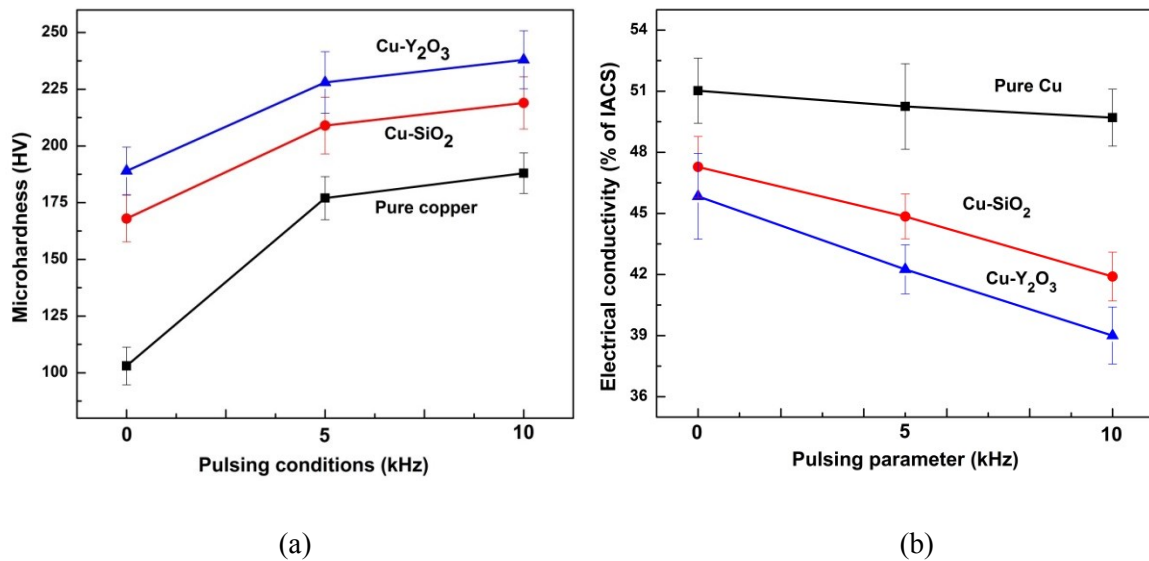 250
225
200
175
150
125
100
Microhardness (HV)
Cu-Y2O3
Cu-SiO2
Pure copper
0 5 10
Pulsing conditions (kHz)
(a)
54
51
48
45
42
39
36
Electrical conductivity (% of IACS)
Pure Cu
Cu-SiO2
Cu-Y2O3
0 5 10
Pulsing parameter (kHz)
(b)